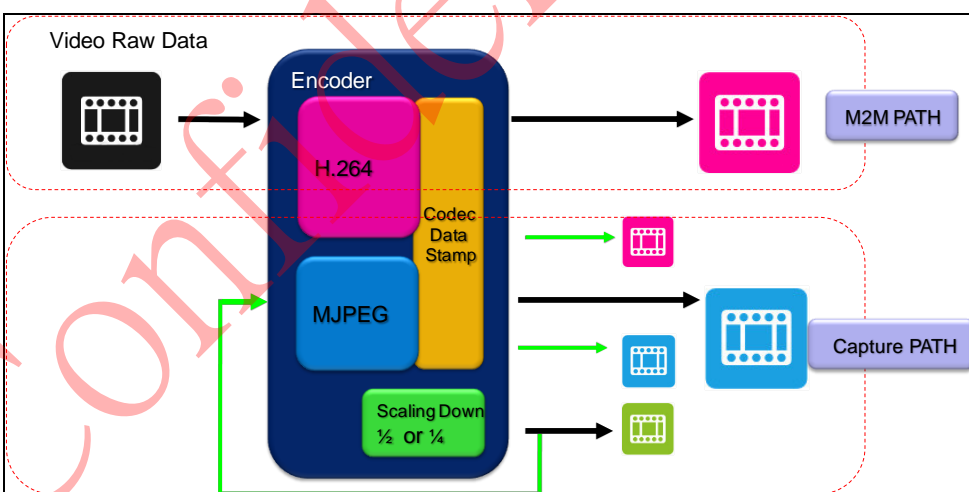 Video Raw Data
Encoder
H.264
Codec
Data
Stamp
MJPEG
Scaling Down
½ or ¼
M2M PATH
Capture PATH
Confiden